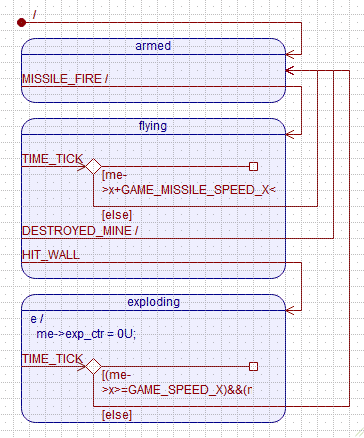 /
armed
MISSILE_FIRE /
flying
TIME_TICK
[me-
>x+GAME_MISSILE_SPEED_X<
[else]
DESTROYED_MINE /
HIT_WALL
exploding
e /
me->exp_ctr = 0U;
TIME_TICK
[(me-
>x>=GAME_SPEED_X)&&(
[else]